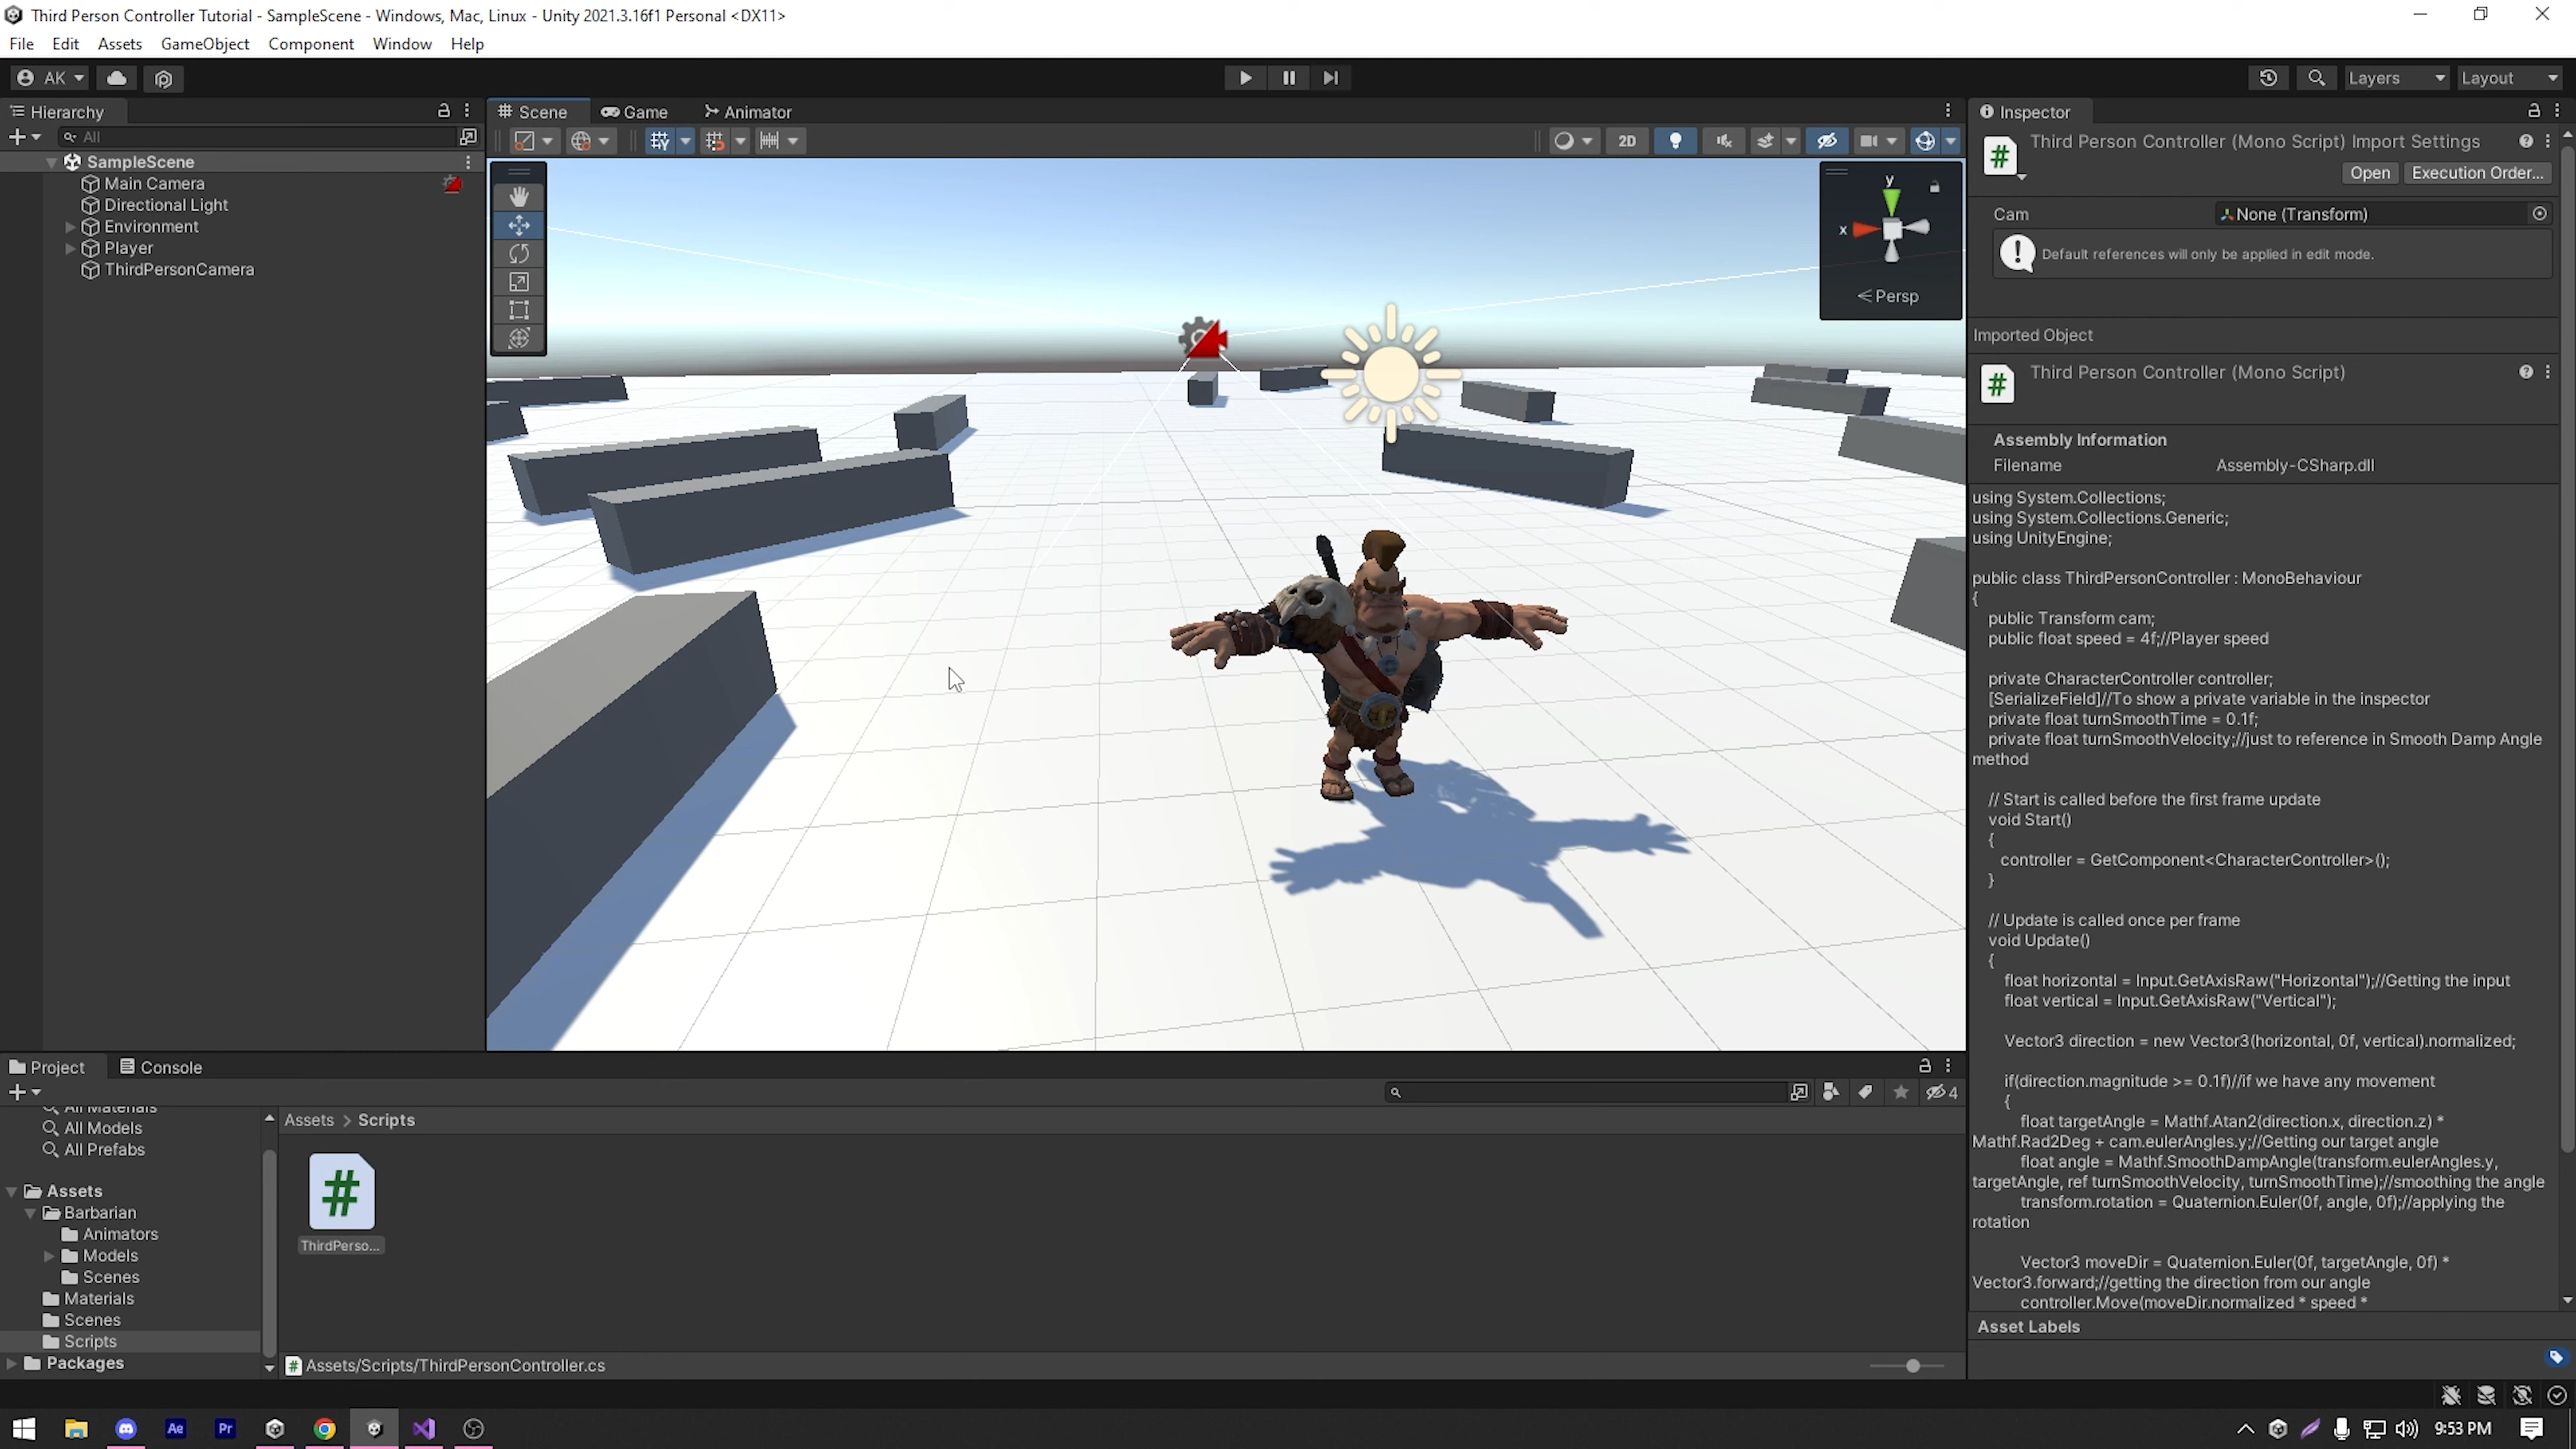 Third Person Controller Tutorial - SampleScene - Windows, Mac, Linux - Unity 2021.3.16f1 Personal <DX11>
File Edit Assets GameObject Component Window Help
AK
Layers
Layout
Hierarchy
All
SampleScene
Main Camera
Directional Light
Environment
Player
ThirdPersonCamera
Scene Game Animator
2D
y
x
Persp
Inspector
Third Person Controller (Mono Script) Import Settings
Open Execution Order...
Cam None (Transform)
Default references will only be applied in edit mode.
Imported Object
Third Person Controller (Mono Script)
Assembly Information
Filename Assembly-CSharp.dll
using System.Collections;
using System.Collections.Generic;
using UnityEngine;
public class ThirdPersonController : MonoBehaviour
{
public Transform cam;
public float speed = 4f;//Player speed
private CharacterController controller;
[SerializeField]//To show a private variable in the inspector
private float turnSmoothTime = 0.1f;
private float turnSmoothVelocity;//just to reference in Smooth Damp Angle
method
// Start is called before the first frame update
void Start()
{
controller = GetComponent<CharacterController>();
}
// Update is called once per frame
void Update()
{
float horizontal = Input.GetAxisRaw("Horizontal");//Getting the input
float vertical = Input.GetAxisRaw("Vertical");
Vector3 direction = new Vector3(horizontal, 0f, vertical).normalized;
if(direction.magnitude >= 0.1f)//if we have any movement
{
float targetAngle = Mathf.Atan2(direction.x, direction.z) *
Mathf.Rad2Deg + cam.eulerAngles.y;//Getting our target angle
float angle = Mathf.SmoothDampAngle(transform.eulerAngles.y,
targetAngle, ref turnSmoothVelocity, turnSmoothTime);//smoothing the angle
transform.rotation = Quaternion.Euler(0f, angle, 0f);//applying the
rotation
Vector3 moveDir = Quaternion.Euler(0f, targetAngle, 0f) *
Vector3.forward;//getting the direction from our angle
controller.Move(moveDir.normalized * speed *
Asset Labels
Project Console
4
All Materials
All Models
All Prefabs
Assets
Barbarian
Animators
Models
Scenes
Materials
Scenes
Scripts
Packages
Assets > Scripts
#
ThirdPerso...
Assets/Scripts/ThirdPersonController.cs
Ae
Pr
9:53 PM